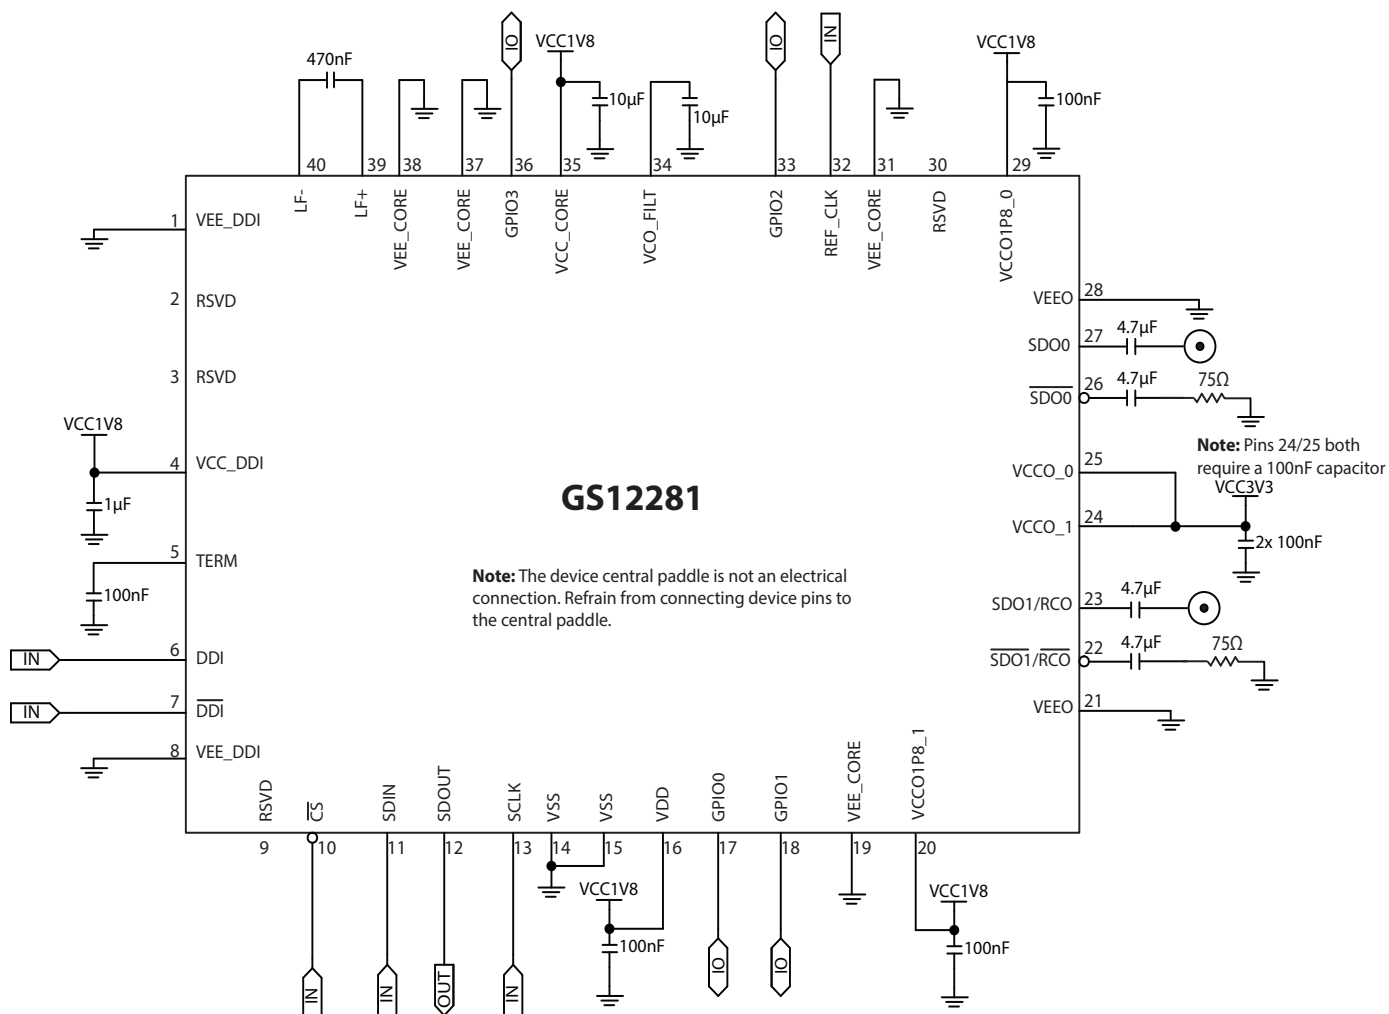 IO
IO
IN
VCC1V8
VCC1V8
470nF
10µF
10µF
100nF
40
39
38
37
36
35
34
33
32
31
30
29
LF-
LF+
VEE_CORE
VEE_CORE
GPIO3
VCC_CORE
VCO_FILT
GPIO2
REF_CLK
VEE_CORE
RSVD
VCCO1P8_0
1 VEE_DDI
2 RSVD
3 RSVD
VCC1V8
4 VCC_DDI
1µF
5 TERM
100nF
IN 6 DDI
IN 7 DDI
8 VEE_DDI
GS12281
Note: The device central paddle is not an electrical
connection. Refrain from connecting device pins to
the central paddle.
VEEO 28
SDO0 27 4.7µF
SDO0 26 4.7µF 75Ω
Note: Pins 24/25 both
require a 100nF capacitor
VCCO_0 25
VCC3V3
VCCO_1 24
2x 100nF
SDO1/RCO 23 4.7µF
SDO1/RCO 22 4.7µF 75Ω
VEEO 21
RSVD
CS
SDIN
SDOUT
SCLK
VSS
VSS
VDD
GPIO0
GPIO1
VEE_CORE
VCCO1P8_1
9
10
11
12
13
14
15
16
17
18
19
20
VCC1V8
VCC1V8
100nF
100nF
IN
IN
OUT
IN
IO
IO